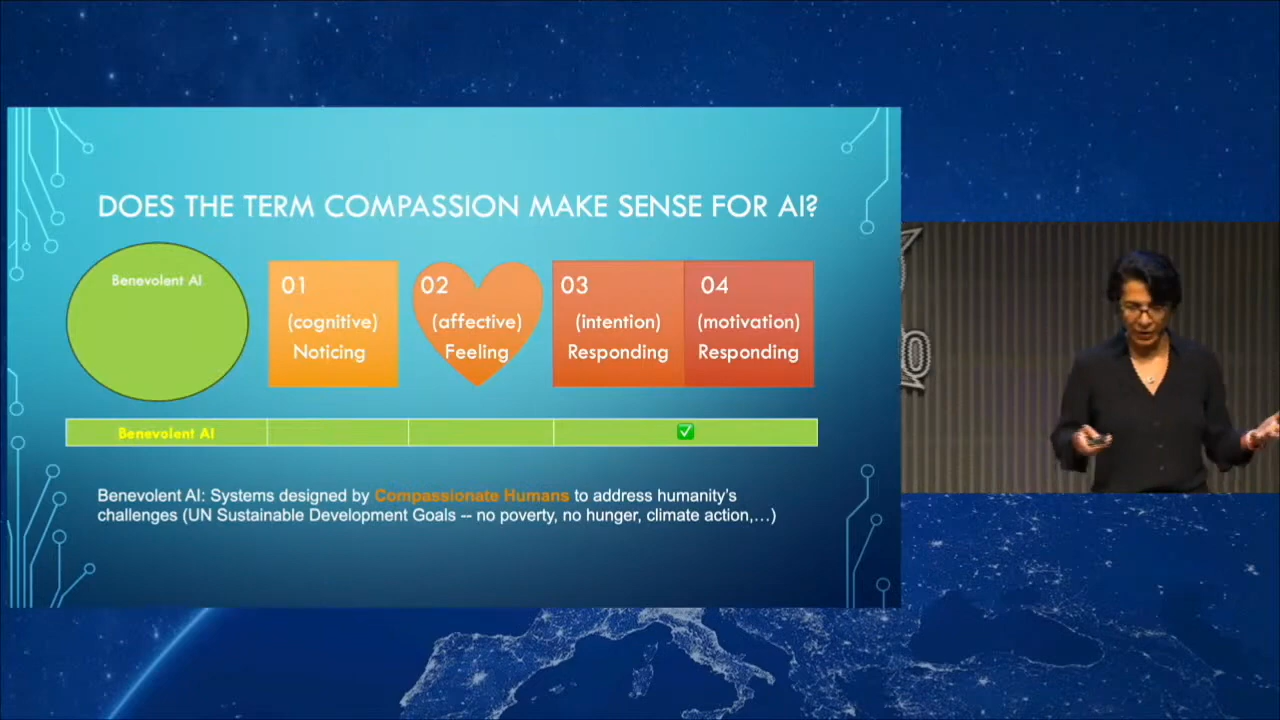 DOES THE TERM COMPASSION MAKE SENSE FOR AI?
Benevolent AI
01
(cognitive)
Noticing
02
(affective)
Feeling
03
(intention)
Responding
04
(motivation)
Responding
Benevolent AI
Benevolent AI: Systems designed by Compassionate Humans to address humanity's
challenges (UN Sustainable Development Goals -- no poverty, no hunger, climate action,…)